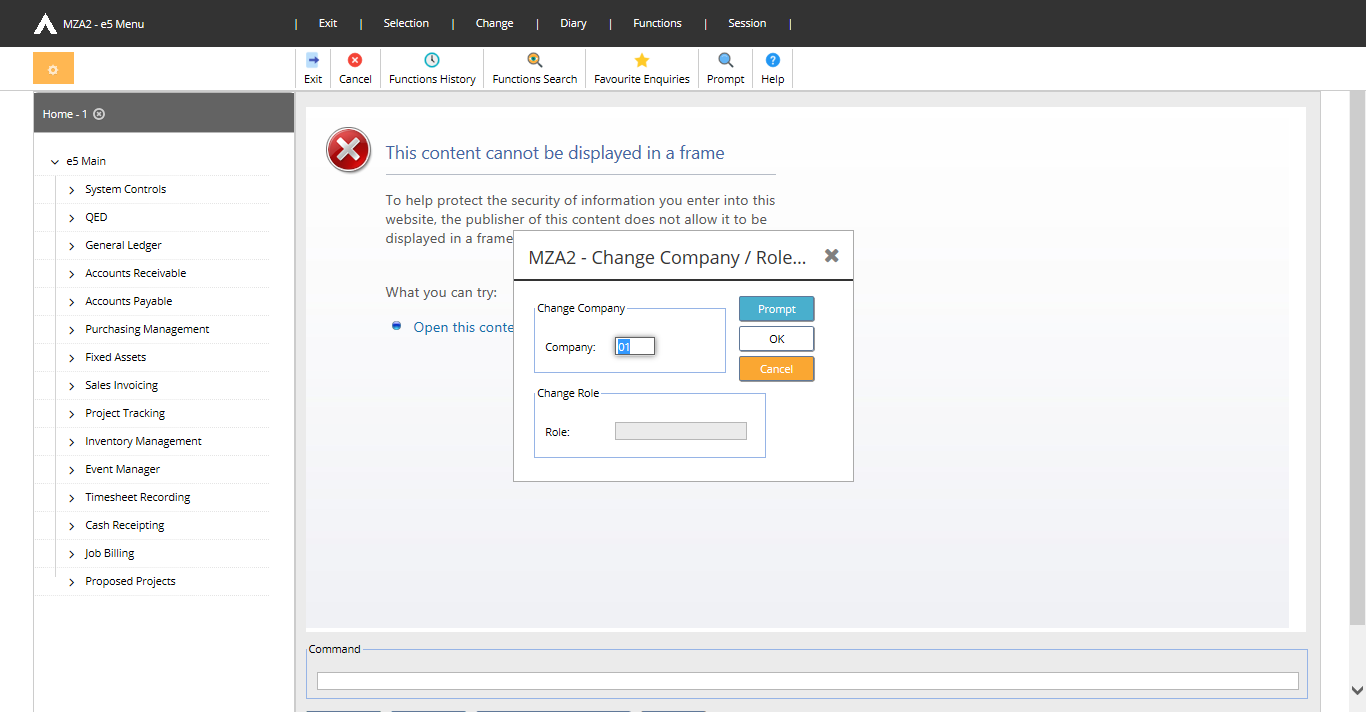 MZA2 - e5 Menu
| Exit | Selection | Change | Diary | Functions | Session |
Exit
Cancel
Functions History
Functions Search
Favourite Enquiries
Prompt
Help
Home - 1
e5 Main
System Controls
QED
General Ledger
Accounts Receivable
Accounts Payable
Purchasing Management
Fixed Assets
Sales Invoicing
Project Tracking
Inventory Management
Event Manager
Timesheet Recording
Cash Receipting
Job Billing
Proposed Projects
This content cannot be displayed in a frame
To help protect the security of information you enter into this
website, the publisher of this content does not allow it to be
displayed in a frame
What you can try:
Open this conte
MZA2 - Change Company / Role...
Change Company
Company: 01
Prompt
OK
Cancel
Change Role
Role:
Command